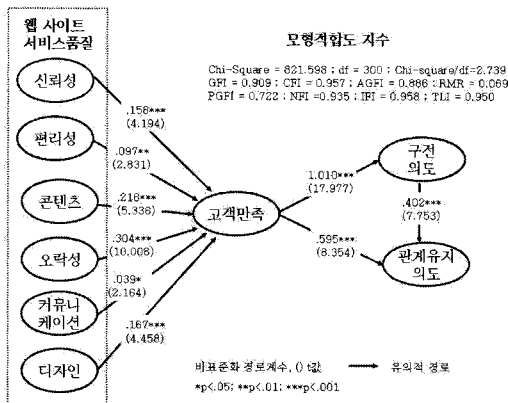 웹 사이트
서비스품질
신뢰성
편리성
콘텐츠
오락성
커뮤니
케이션
디자인
모형적합도 지수
Chi-Square = 821.598 ; df = 300 ; Chi-square/df=2.739
GFI = 0.909 ; CFI = 0.957 ; AGFI = 0.886 ; RMR = 0.069
PGFI = 0.722 ; NFI =0.935 ; IFI = 0.958 ; TLI = 0.950
.158***
(4.194)
.097**
(2.831)
.216***
(5.336)
.304***
(10.006)
.039*
(2.164)
.167***
(4.458)
고객만족
1.010***
(17.977)
.595***
(8.354)
구전
의도
.402***
(7.753)
관계유지
의도
비표준화 경로계수, () t값
유의적 경로
*p<.05; **p<.01; ***p<.001